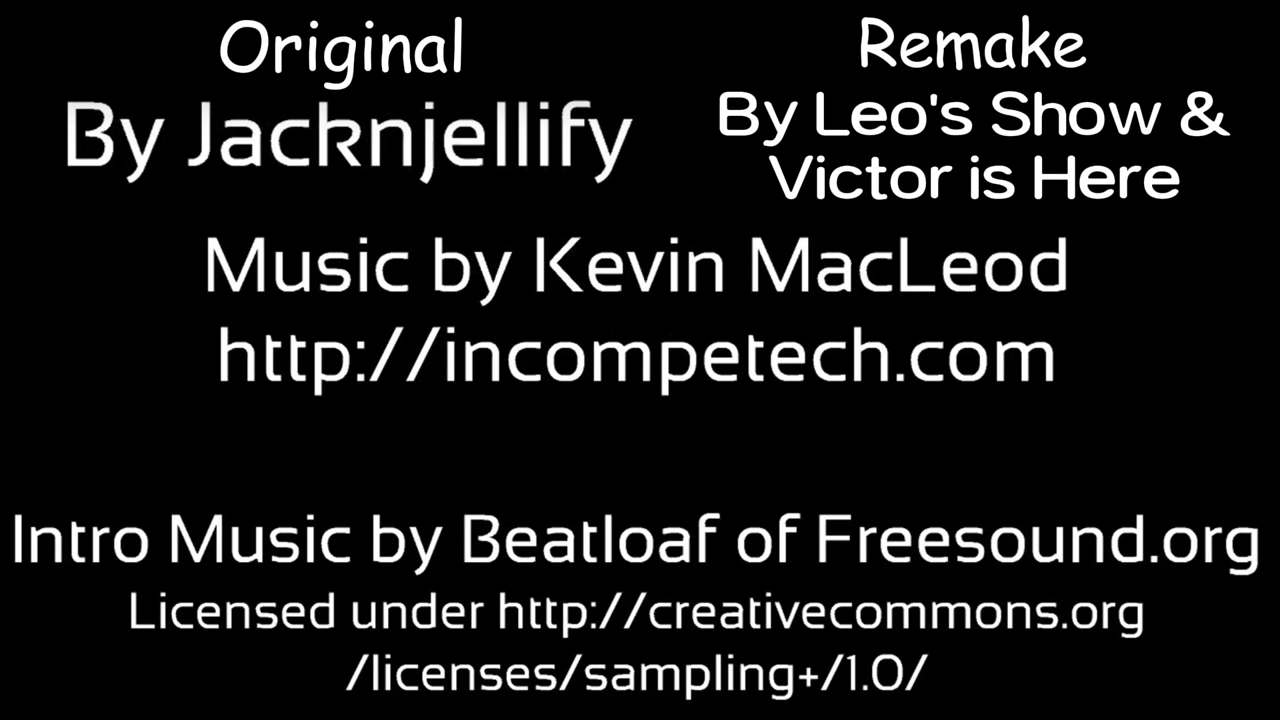 Original
By Jacknjellify
Remake
By Leo's Show &
Victor is Here
Music by Kevin MacLeod
http://incompetech.com
Intro Music by Beatloaf of Freesound.org
Licensed under http://creativecommons.org
/licenses/sampling+/1.0/